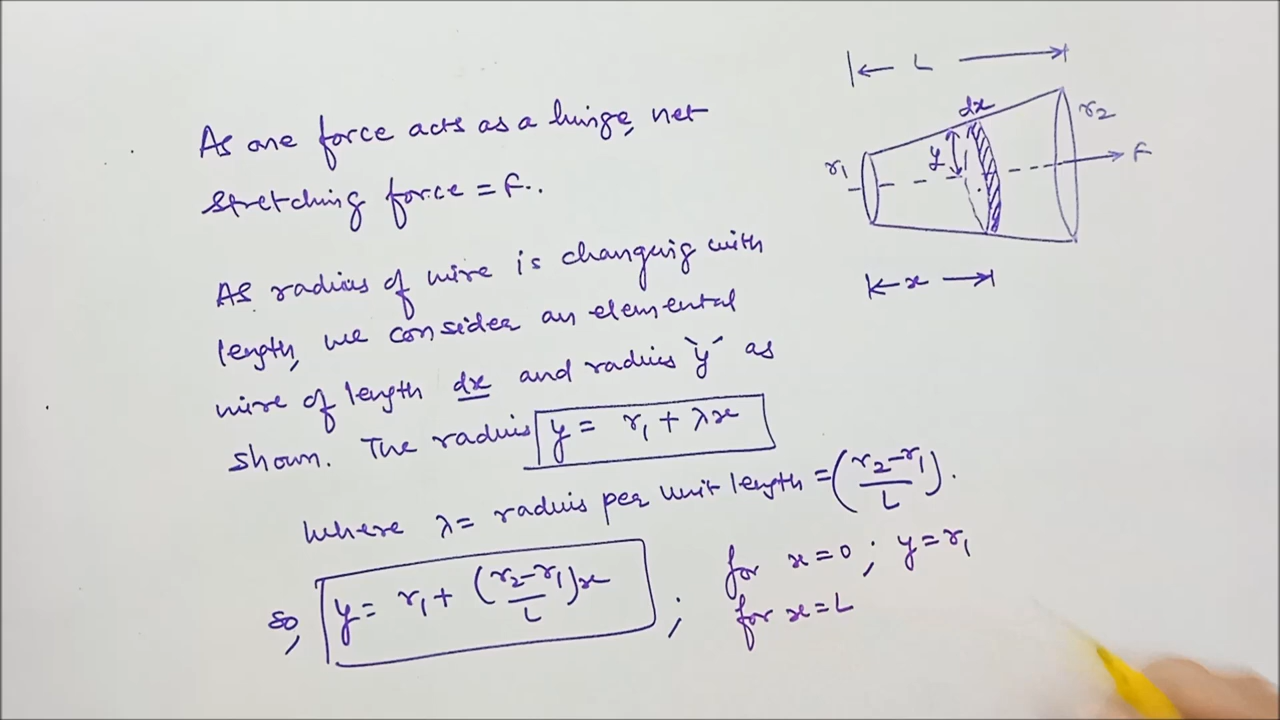 As one force acts as a hinge, net
stretching force = F..
As radius of wire is changing with
length, we consider an elemental
wire of length dx and radius `y´ as
shown. The radius y = r₁ + λx
where λ = radius per unit length = (r₂-r₁/L).
so, y = r₁ + (r₂-r₁/L)x ; for x=0; y=r₁
for x=L
L
dx
r₂
y
r₁
F
x